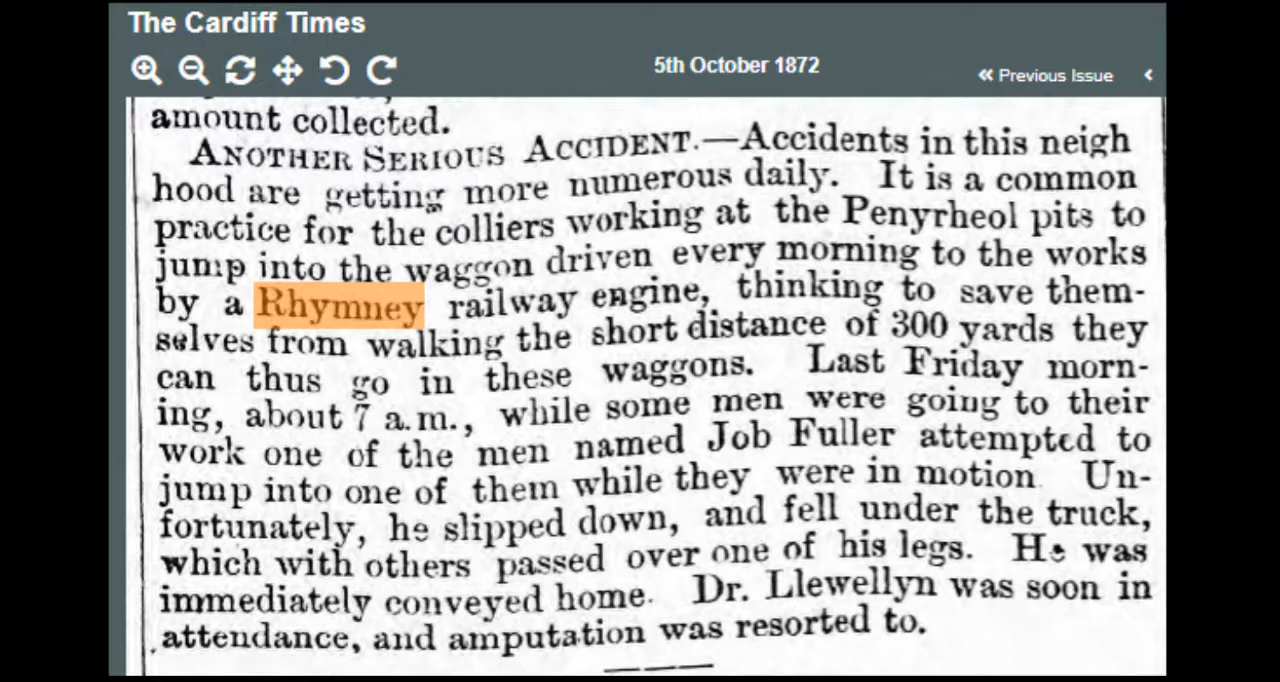 The Cardiff Times
5th October 1872
« Previous Issue
amount collected.
ANOTHER SERIOUS ACCIDENT.—Accidents in this neigh
hood are getting more numerous daily. It is a common
practice for the colliers working at the Penyrheol pits to
jump into the waggon driven every morning to the works
by a Rhymney railway engine, thinking to save them-
selves from walking the short distance of 300 yards they
can thus go in these waggons. Last Friday morn-
ing, about 7 a.m., while some men were going to their
work one of the men named Job Fuller attempted to
jump into one of them while they were in motion Un-
fortunately, he slipped down, and fell under the truck,
which with others passed over one of his legs. He was
immediately conveyed home. Dr. Llewellyn was soon in
attendance, and amputation was resorted to.